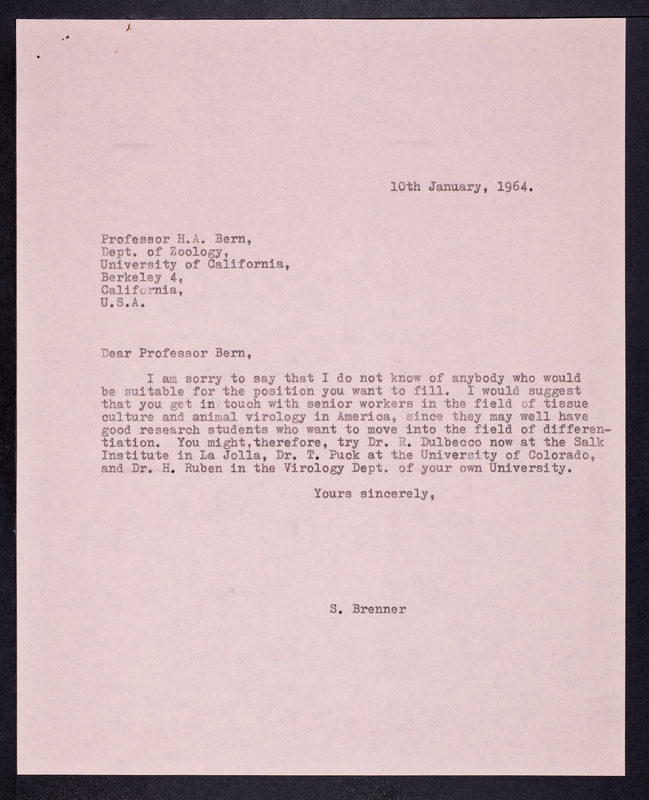 10th January, 1964.
Professor H.A. Bern,
Dept. of Zoology,
University of California,
Berkeley 4,
California,
U.S.A.
Dear Professor Bern,
I am sorry to say that I do not know of anybody who would
be suitable for the position you want to fill. I would suggest
that you get in touch with senior workers in the field of tissue
culture and animal virology in America, since they may well have
good research students who want to move into the field of differen-
tiation. You might,therefore, try Dr. R. Dulbecco now at the Salk
Institute in La Jolla, Dr. T. Puck at the University of Colorado,
and Dr. H. Ruben in the Virology Dept. of your own University.
Yours sincerely,
S. Brenner